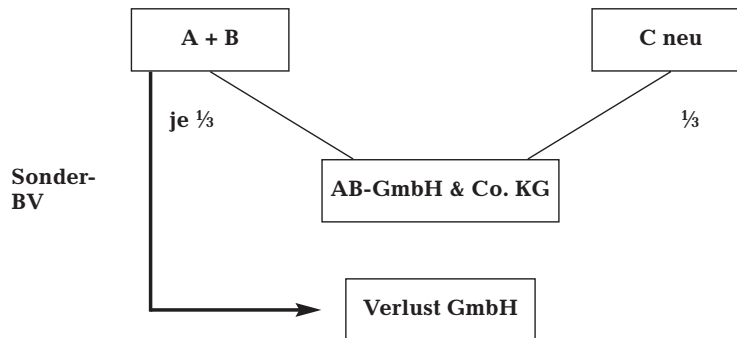 A + B
C neu
je ⅓
⅓
Sonder-
BV
AB-GmbH & Co. KG
Verlust GmbH